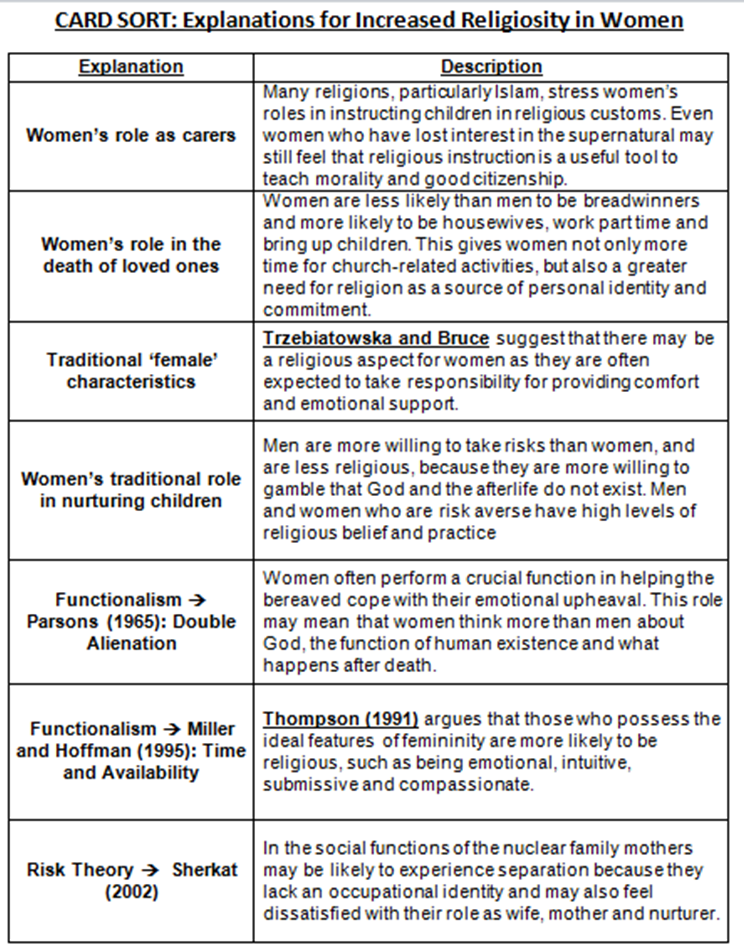 CARD SORT: Explanations for Increased Religiosity in Women
Explanation
Description
Women's role as carers
Many religions, particularly Islam, stress women's
roles in instructing children in religious customs. Even
women who have lost interest in the supernatural may
still feel that religious instruction is a useful tool to
teach morality and good citizenship.
Women's role in the
death of loved ones
Women are less likely than men to be breadwinners
and more likely to be housewives, work part time and
bring up children. This gives women not only more
time for church-related activities, but also a greater
need for religion as a source of personal identity and
commitment.
Traditional 'female'
characteristics
Trzebiatowska and Bruce suggest that there may be
a religious aspect for women as they are often
expected to take responsibility for providing comfort
and emotional support.
Women's traditional role
in nurturing children
Men are more willing to take risks than women, and
are less religious, because they are more willing to
gamble that God and the afterlife do not exist. Men
and women who are risk averse have high levels of
religious belief and practice
Functionalism →
Parsons (1965): Double
Alienation
Women often perform a crucial function in helping the
bereaved cope with their emotional upheaval. This role
may mean that women think more than men about
God, the function of human existence and what
happens after death.
Functionalism → Miller
and Hoffman (1995): Time
and Availability
Thompson (1991) argues that those who possess the
ideal features of femininity are more likely to be
religious, such as being emotional, intuitive,
submissive and compassionate.
Risk Theory → Sherkat
(2002)
In the social functions of the nuclear family mothers
may be likely to experience separation because they
lack an occupational identity and may also feel
dissatisfied with their role as wife, mother and nurturer.